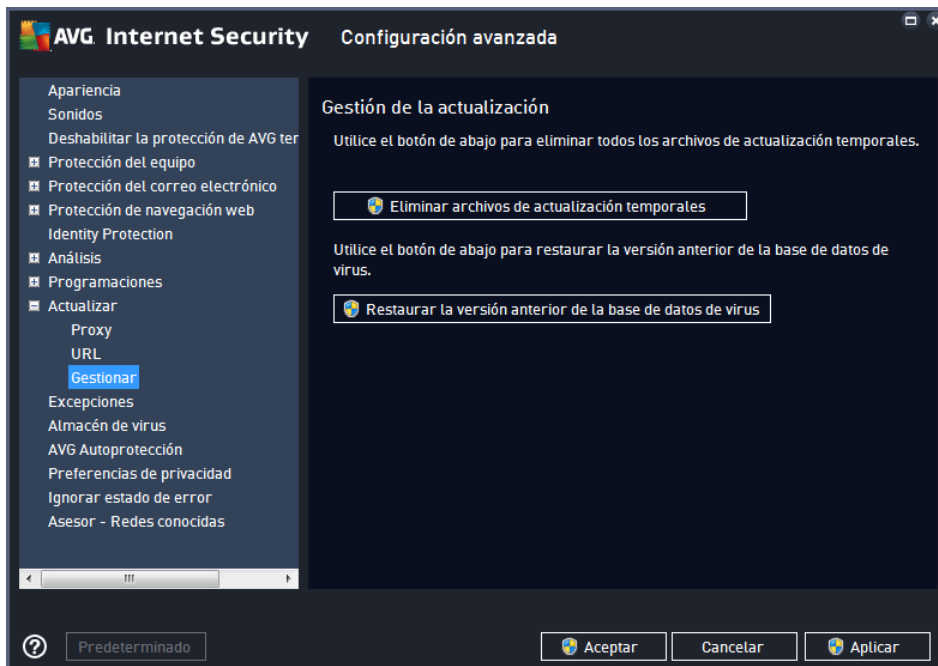 AVG Internet Security Configuración avanzada
Apariencia
Sonidos
Deshabilitar la protección de AVG ter
Protección del equipo
Protección del correo electrónico
Protección de navegación web
Identity Protection
Análisis
Programaciones
Actualizar
Proxy
URL
Gestionar
Excepciones
Almacén de virus
AVG Autoprotección
Preferencias de privacidad
Ignorar estado de error
Asesor - Redes conocidas
Gestión de la actualización
Utilice el botón de abajo para eliminar todos los archivos de actualización temporales.
Eliminar archivos de actualización temporales
Utilice el botón de abajo para restaurar la versión anterior de la base de datos de
virus.
Restaurar la versión anterior de la base de datos de virus
Predeterminado
Aceptar
Cancelar
Aplicar